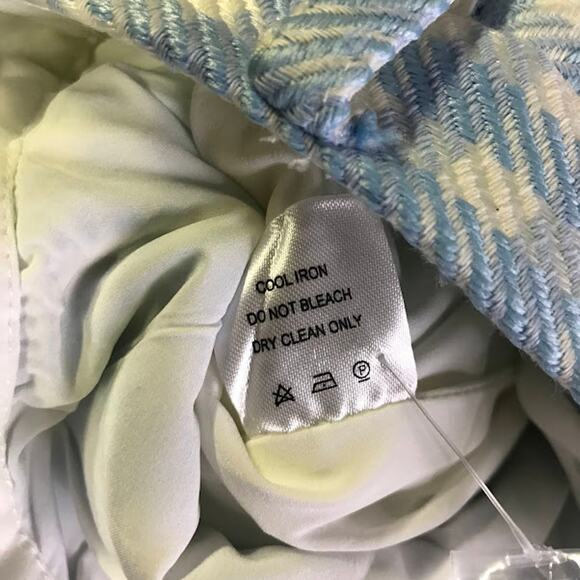 COOL IRON
DO NOT BLEACH
DRY CLEAN ONLY
P